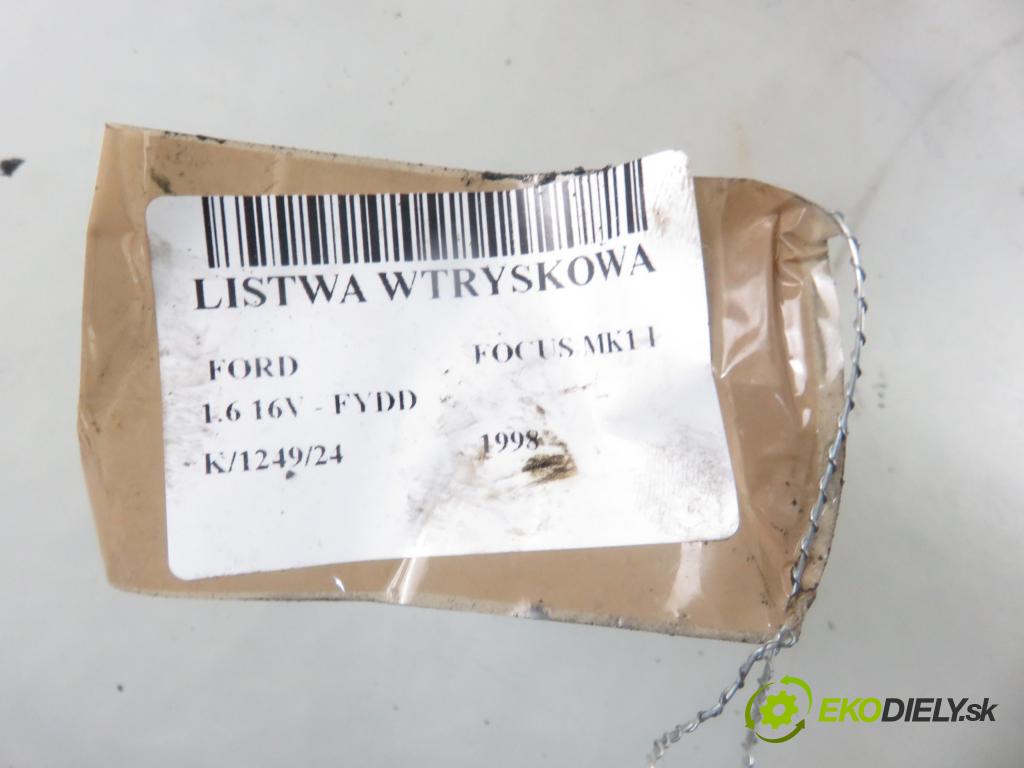 LISTWA WTRYSKOWA
FORD FOCUS MK1 I
1.6 16V - FYDD
K/1249/24 1998
EKODIELY.sk